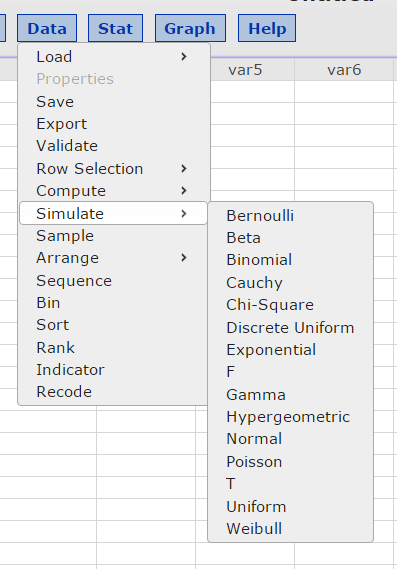 Data Stat Graph Help
var5 var6
Load
Properties
Save
Export
Validate
Row Selection
Compute
Simulate
Sample
Arrange
Sequence
Bin
Sort
Rank
Indicator
Recode
Bernoulli
Beta
Binomial
Cauchy
Chi-Square
Discrete Uniform
Exponential
F
Gamma
Hypergeometric
Normal
Poisson
T
Uniform
Weibull